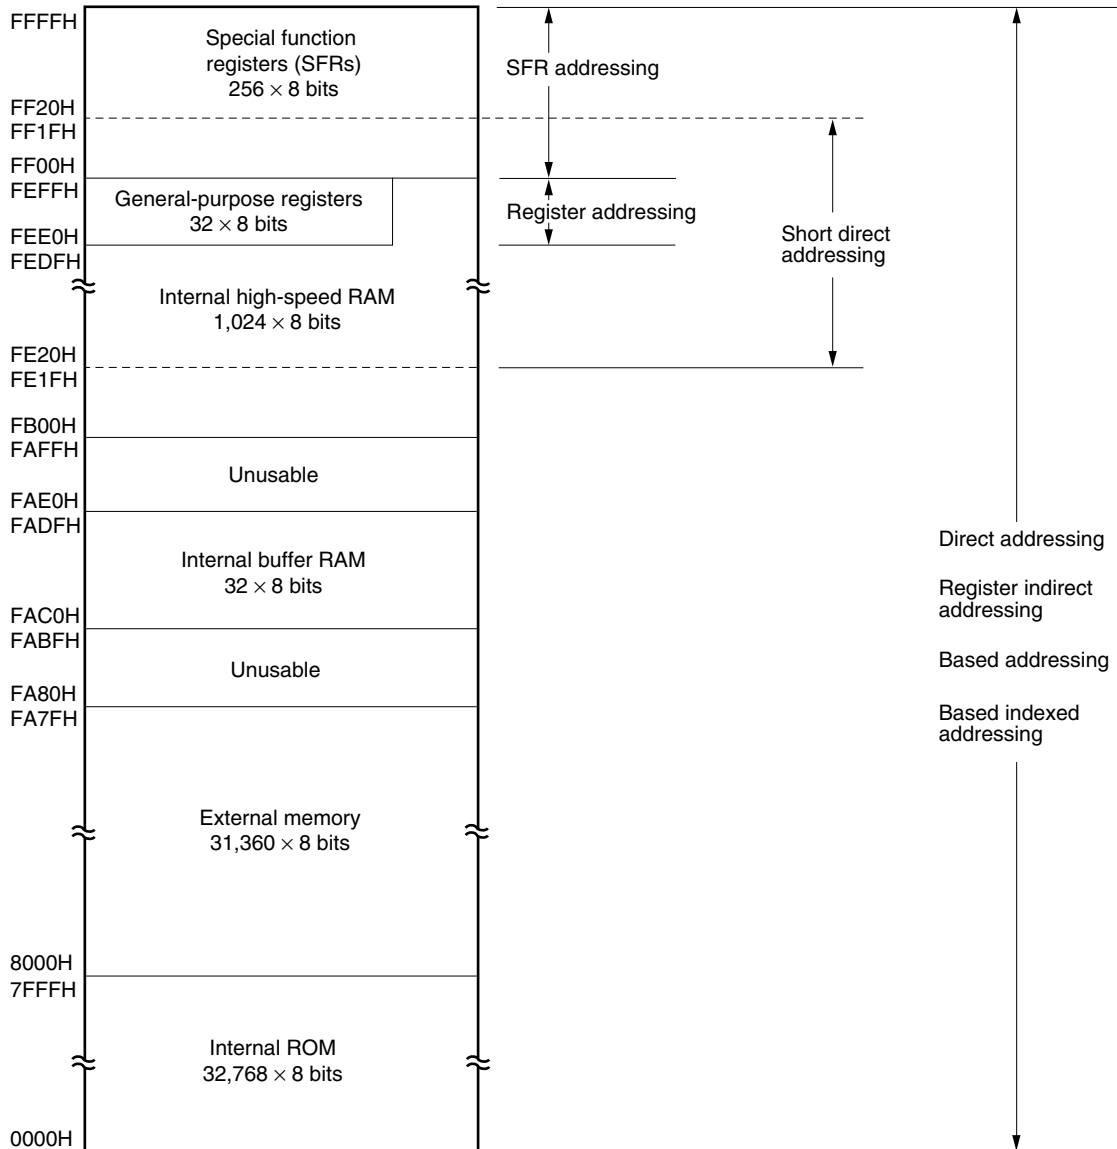 FFFFH
Special function
registers (SFRs)
256 × 8 bits
SFR addressing
FF20H
FF1FH
FF00H
FEFFH
General-purpose registers
32 × 8 bits
Register addressing
Short direct
addressing
FEE0H
FEDFH
Internal high-speed RAM
1,024 × 8 bits
FE20H
FE1FH
FB00H
FAFFH
Unusable
FAE0H
FADFH
Internal buffer RAM
32 × 8 bits
Direct addressing
Register indirect
addressing
Based addressing
Based indexed
addressing
FAC0H
FABFH
Unusable
FA80H
FA7FH
External memory
31,360 × 8 bits
8000H
7FFFH
Internal ROM
32,768 × 8 bits
0000H